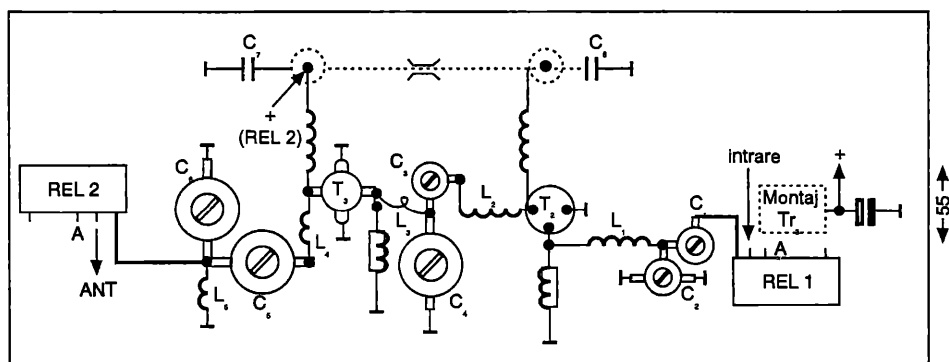 C₇
C₈
+
(REL 2)
intrare
+
REL 2
A
ANT
C₆
T₃
C₃
L₂
T₂
L₃
L₁
C
Montaj
Tr₃
A
REL 1
L₄
L₅
C₅
C₄
C₂
55